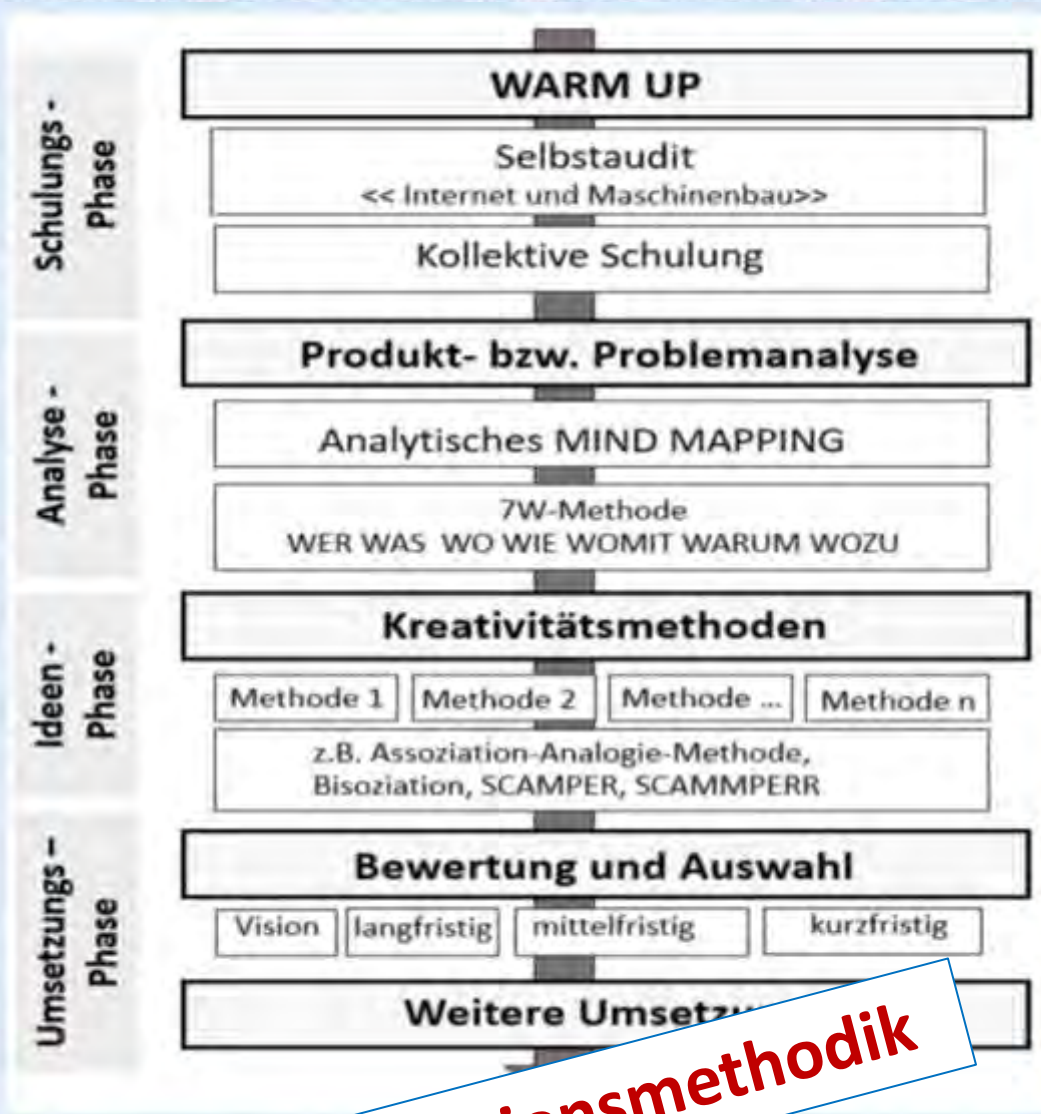 Schulungs -
Phase
WARM UP
Selbstaudit
<< Internet und Maschinenbau>>
Kollektive Schulung
Analyse -
Phase
Produkt- bzw. Problemanalyse
Analytisches MIND MAPPING
7W-Methode
WER WAS WO WIE WOMIT WARUM WOZU
Ideen -
Phase
Kreativitätsmethoden
Methode 1 Methode 2 Methode ... Methode n
z.B. Assoziation-Analogie-Methode,
Bisoziation, SCAMPER, SCAMMPERR
Umsetzungs –
Phase
Bewertung und Auswahl
Vision langfristig mittelfristig kurzfristig
Weitere